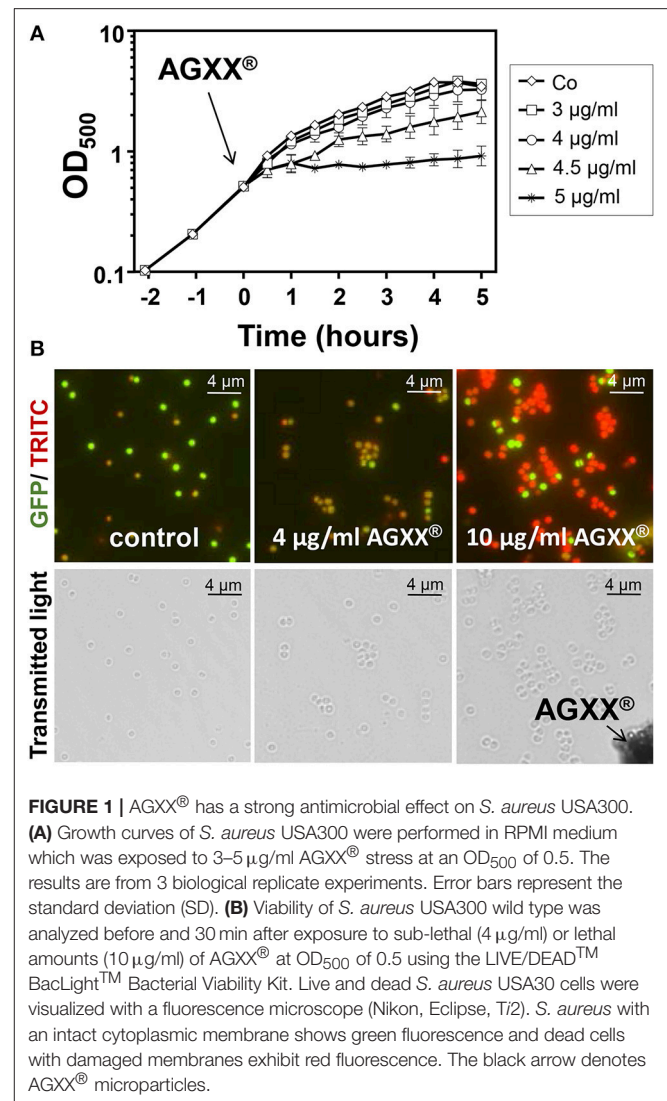 A
AGXX®
OD500
10
1
0.1
-2 -1 0 1 2 3 4 5
Time (hours)
Co
3 µg/ml
4 µg/ml
4.5 µg/ml
5 µg/ml
B
GFP/ TRITC
4 µm
control
4 µm
4 µg/ml AGXX®
4 µm
10 µg/ml AGXX®
Transmitted light
4 µm
4 µm
4 µm
AGXX®
FIGURE 1 | AGXX® has a strong antimicrobial effect on S. aureus USA300.
(A) Growth curves of S. aureus USA300 were performed in RPMI medium
which was exposed to 3–5 µg/ml AGXX® stress at an OD500 of 0.5. The
results are from 3 biological replicate experiments. Error bars represent the
standard deviation (SD). (B) Viability of S. aureus USA300 wild type was
analyzed before and 30 min after exposure to sub-lethal (4 µg/ml) or lethal
amounts (10 µg/ml) of AGXX® at OD500 of 0.5 using the LIVE/DEAD™
BacLight™ Bacterial Viability Kit. Live and dead S. aureus USA30 cells were
visualized with a fluorescence microscope (Nikon, Eclipse, Ti2). S. aureus with
an intact cytoplasmic membrane shows green fluorescence and dead cells
with damaged membranes exhibit red fluorescence. The black arrow denotes
AGXX® microparticles.